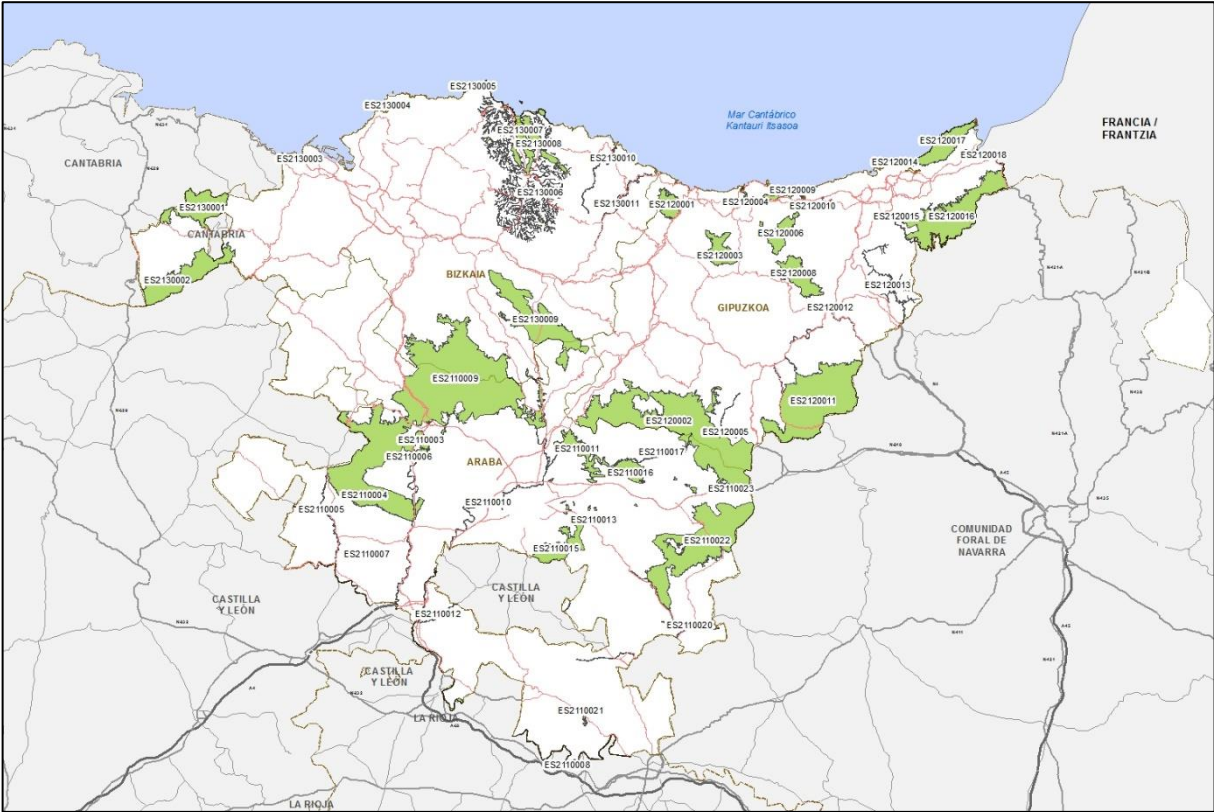 ES2130005
ES2130004
Mar Cantábrico
Kantauri Itsasoa
FRANCIA /
FRANTZIA
ES2130007
ES2120017
ES2130008
ES2130003
ES2130010
ES2120014
ES2120018
CANTABRIA
ES2130006
ES2120009
ES2130011
ES2120001
ES2120004
ES2120010
ES2130001
ES2120015
ES2120016
CANTABRIA
ES2120006
ES2120003
BIZKAIA
ES2130002
ES2120008
ES2120013
GIPUZKOA
ES2120012
ES2130009
ES2110009
ES2120011
ES2120002
ES2120005
ES2110003
ES2110011
ES2110017
ES2110006
ARABA
ES2110016
ES2110023
ES2110004
ES2110005
ES2110010
ES2110013
COMUNIDAD
FORAL DE
NAVARRA
ES2110022
ES2110015
ES2110007
CASTILLA
Y LEÓN
CASTILLA
Y LEÓN
ES2110012
ES2110020
CASTILLA
Y LEÓN
ES2110021
LA RIOJA
ES2110008
LA RIOJA